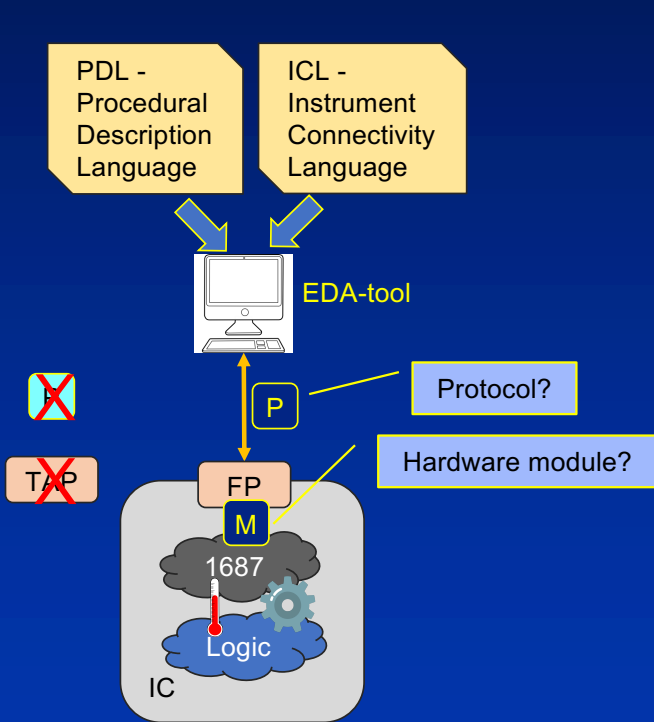 PDL -
Procedural
Description
Language
ICL -
Instrument
Connectivity
Language
EDA-tool
P
Protocol?
TAP
Hardware module?
FP
M
1687
Logic
IC